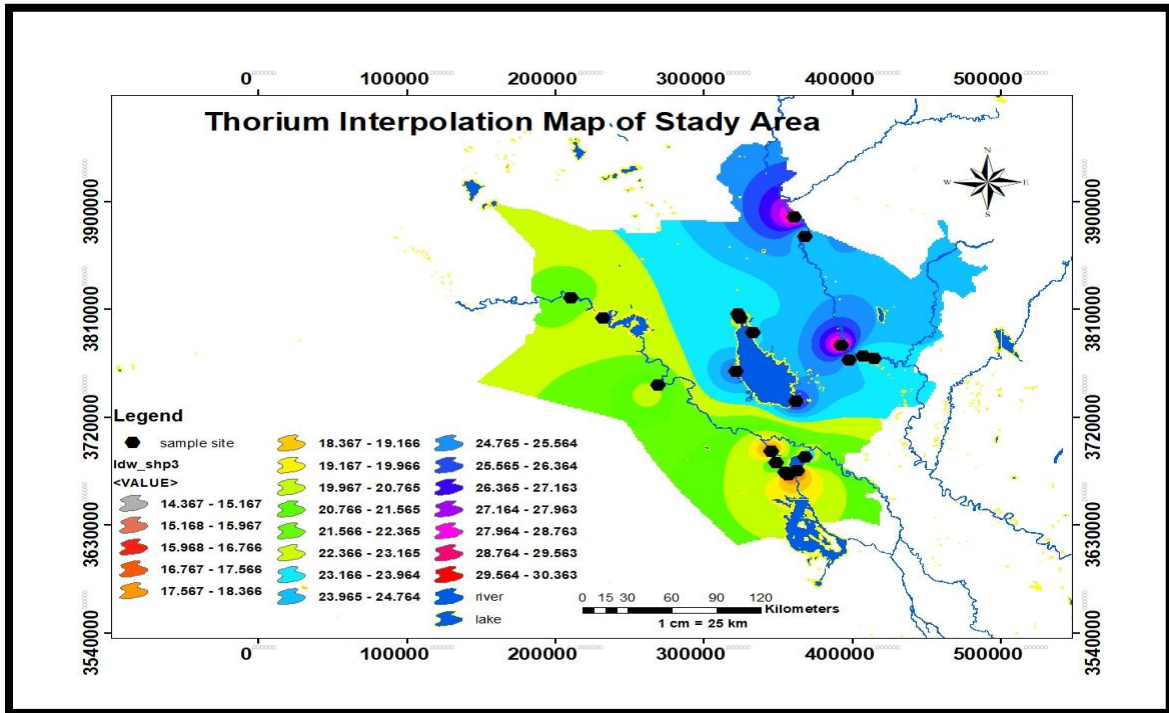 0 100000 200000 300000 400000 500000
Thorium Interpolation Map of Stady Area
N
W E
S
3900000 3900000
3810000 3810000
3720000 3720000
3630000 3630000
3540000 3540000
Legend
sample site
Idw_shp3
<VALUE>
14.367 - 15.167
15.168 - 15.967
15.968 - 16.766
16.767 - 17.566
17.567 - 18.366
18.367 - 19.166
19.167 - 19.966
19.967 - 20.765
20.766 - 21.565
21.566 - 22.365
22.366 - 23.165
23.166 - 23.964
23.965 - 24.764
24.765 - 25.564
25.565 - 26.364
26.365 - 27.163
27.164 - 27.963
27.964 - 28.763
28.764 - 29.563
29.564 - 30.363
river
lake
0 15 30 60 90 120
Kilometers
1 cm = 25 km
0 100000 200000 300000 400000 500000